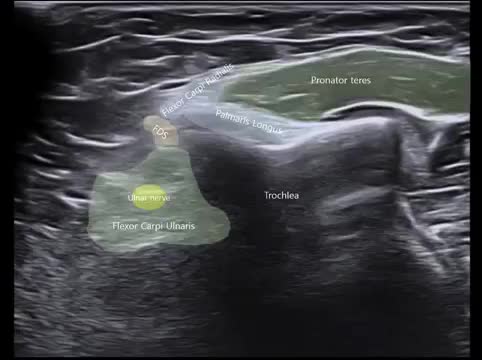 Pronator teres
Flexor Carpi Radialis
Palmaris Longus
FDS
Trochlea
Ulnar nerve
Flexor Carpi Ulnaris